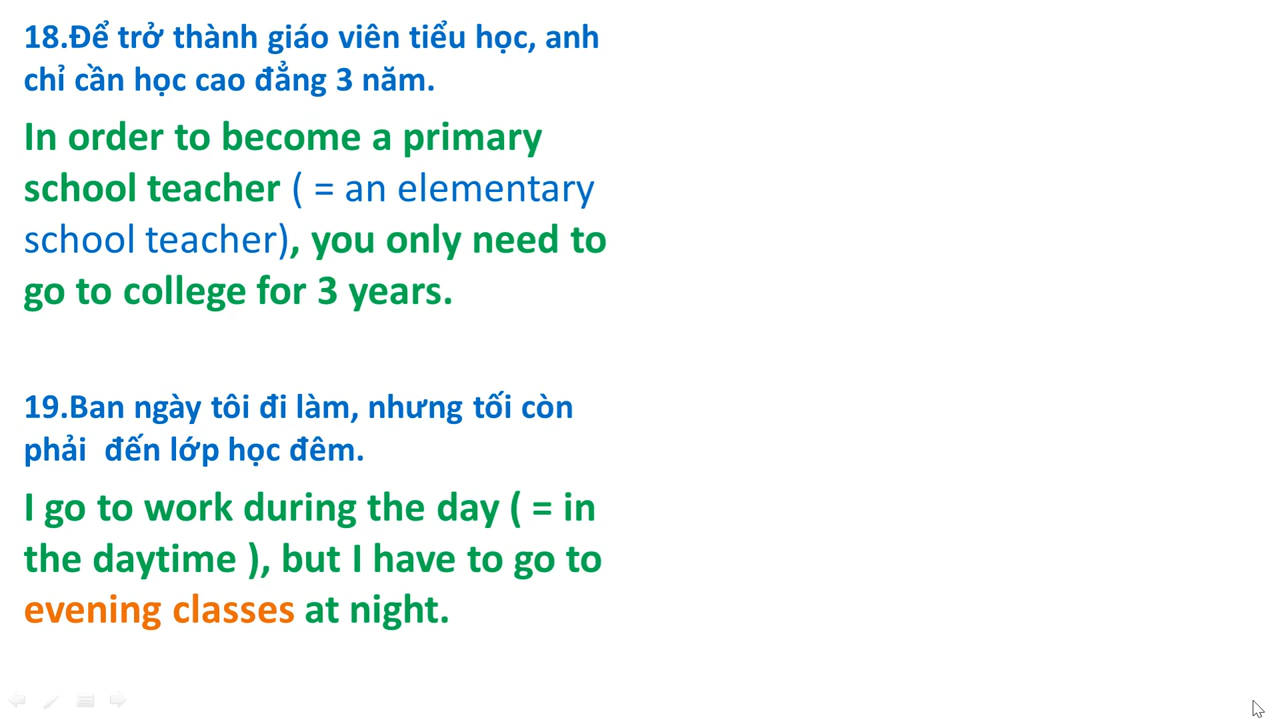 18.Để trở thành giáo viên tiểu học, anh
chỉ cần học cao đẳng 3 năm.
In order to become a primary
school teacher ( = an elementary
school teacher), you only need to
go to college for 3 years.
19.Ban ngày tôi đi làm, nhưng tối còn
phải  đến lớp học đêm.
I go to work during the day ( = in
the daytime ), but I have to go to
evening classes at night.